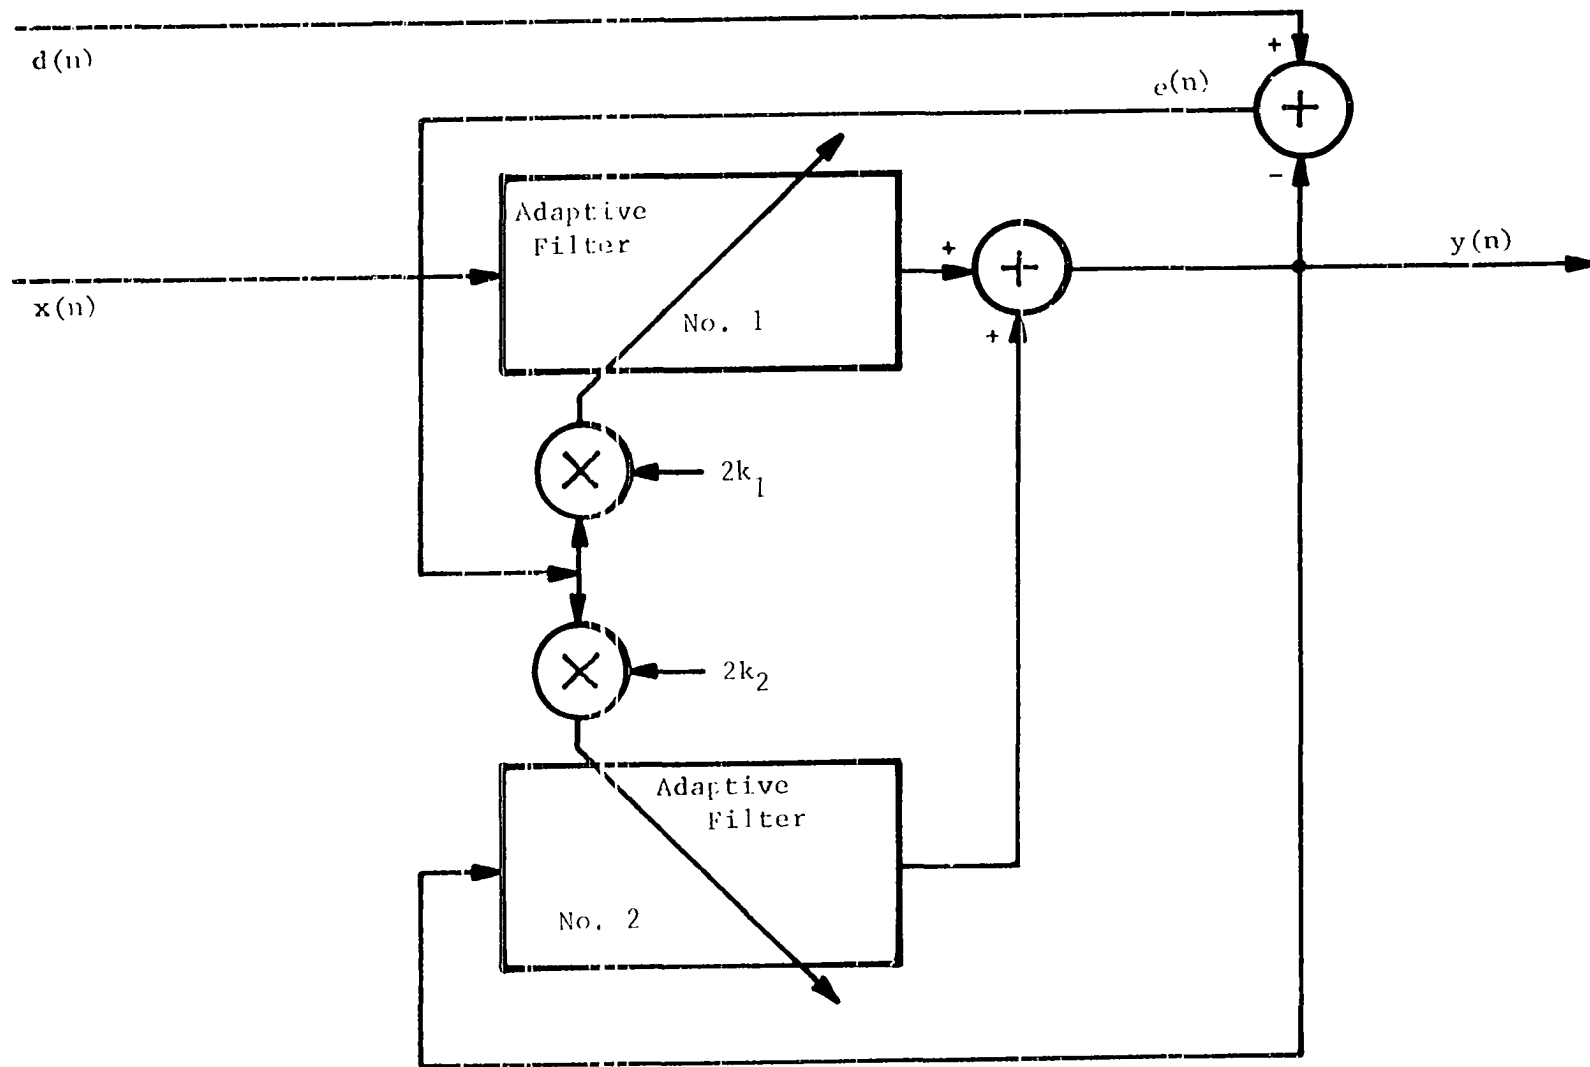 d(n)
+
e(n)
+
-
Adaptive
Filter
No. 1
x(n)
+
+
+
y(n)
×
2k₁
×
2k₂
Adaptive
Filter
No. 2